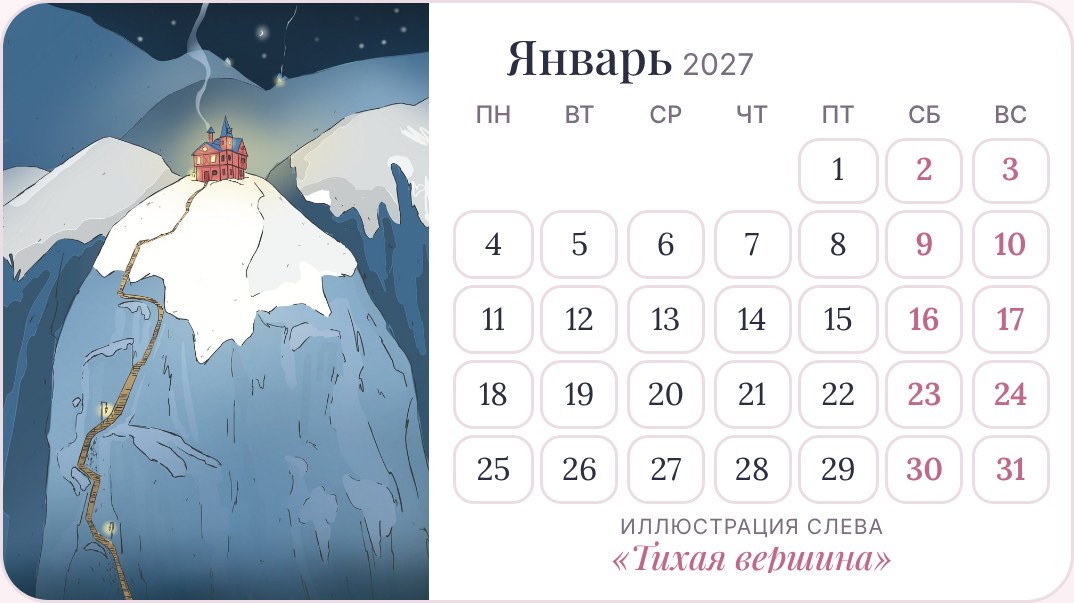 Январь 2027
ПН ВТ СР ЧТ ПТ СБ ВС
1 2 3
4 5 6 7 8 9 10
11 12 13 14 15 16 17
18 19 20 21 22 23 24
25 26 27 28 29 30 31
ИЛЛЮСТРАЦИЯ СЛЕВА
«Тихая вершина»